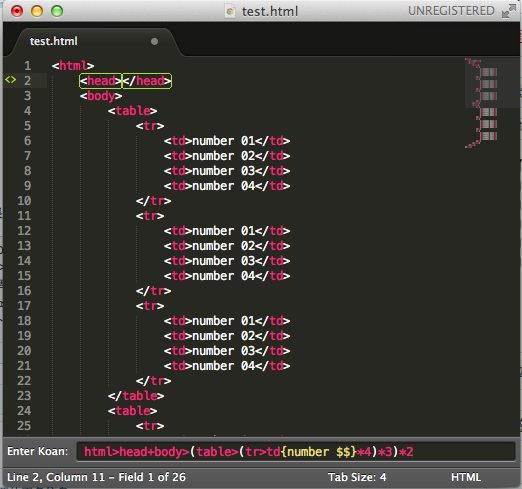 test.html
UNREGISTERED
test.html
1 <html>
<> 2 <head></head>
3 <body>
4 <table>
5 <tr>
6 <td>number 01</td>
7 <td>number 02</td>
8 <td>number 03</td>
9 <td>number 04</td>
10 </tr>
11 <tr>
12 <td>number 01</td>
13 <td>number 02</td>
14 <td>number 03</td>
15 <td>number 04</td>
16 </tr>
17 <tr>
18 <td>number 01</td>
19 <td>number 02</td>
20 <td>number 03</td>
21 <td>number 04</td>
22 </tr>
23 </table>
24 <table>
25 <tr>
Enter Koan: html>head+body>(table>(tr>td{number $$}*4)*3)*2
Line 2, Column 11 – Field 1 of 26
Tab Size: 4
HTML